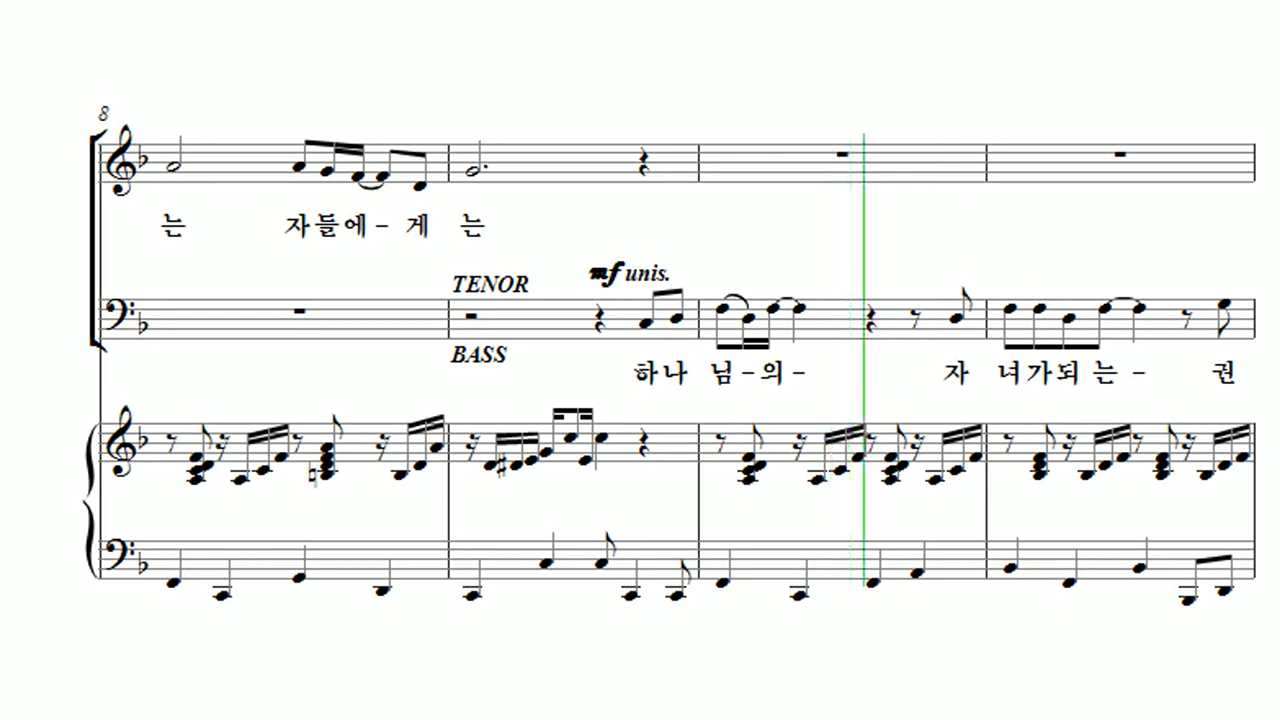 8
는 자들에-게 는
TENOR mf unis.
BASS
하나 님-의- 자 녀가되 는- 권